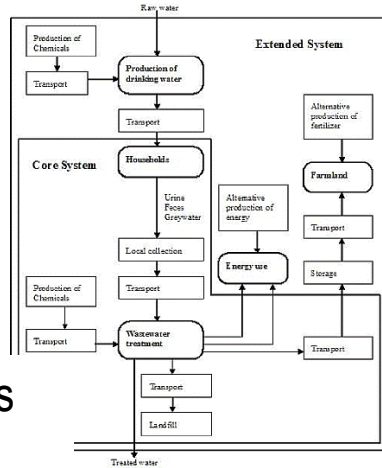 Raw water
Extended System
Production of
Chemicals
Transport
Production of
drinking water
Transport
Core System
Households
Urine
Feces
Greywater
Local collection
Transport
Production of
Chemicals
Transport
Wastewater
treatment
Transport
Landfill
Treated water
Alternative
production of
energy
Energy use
Alternative
production of
fertilizer
Farmland
Transport
Storage
Transport
s